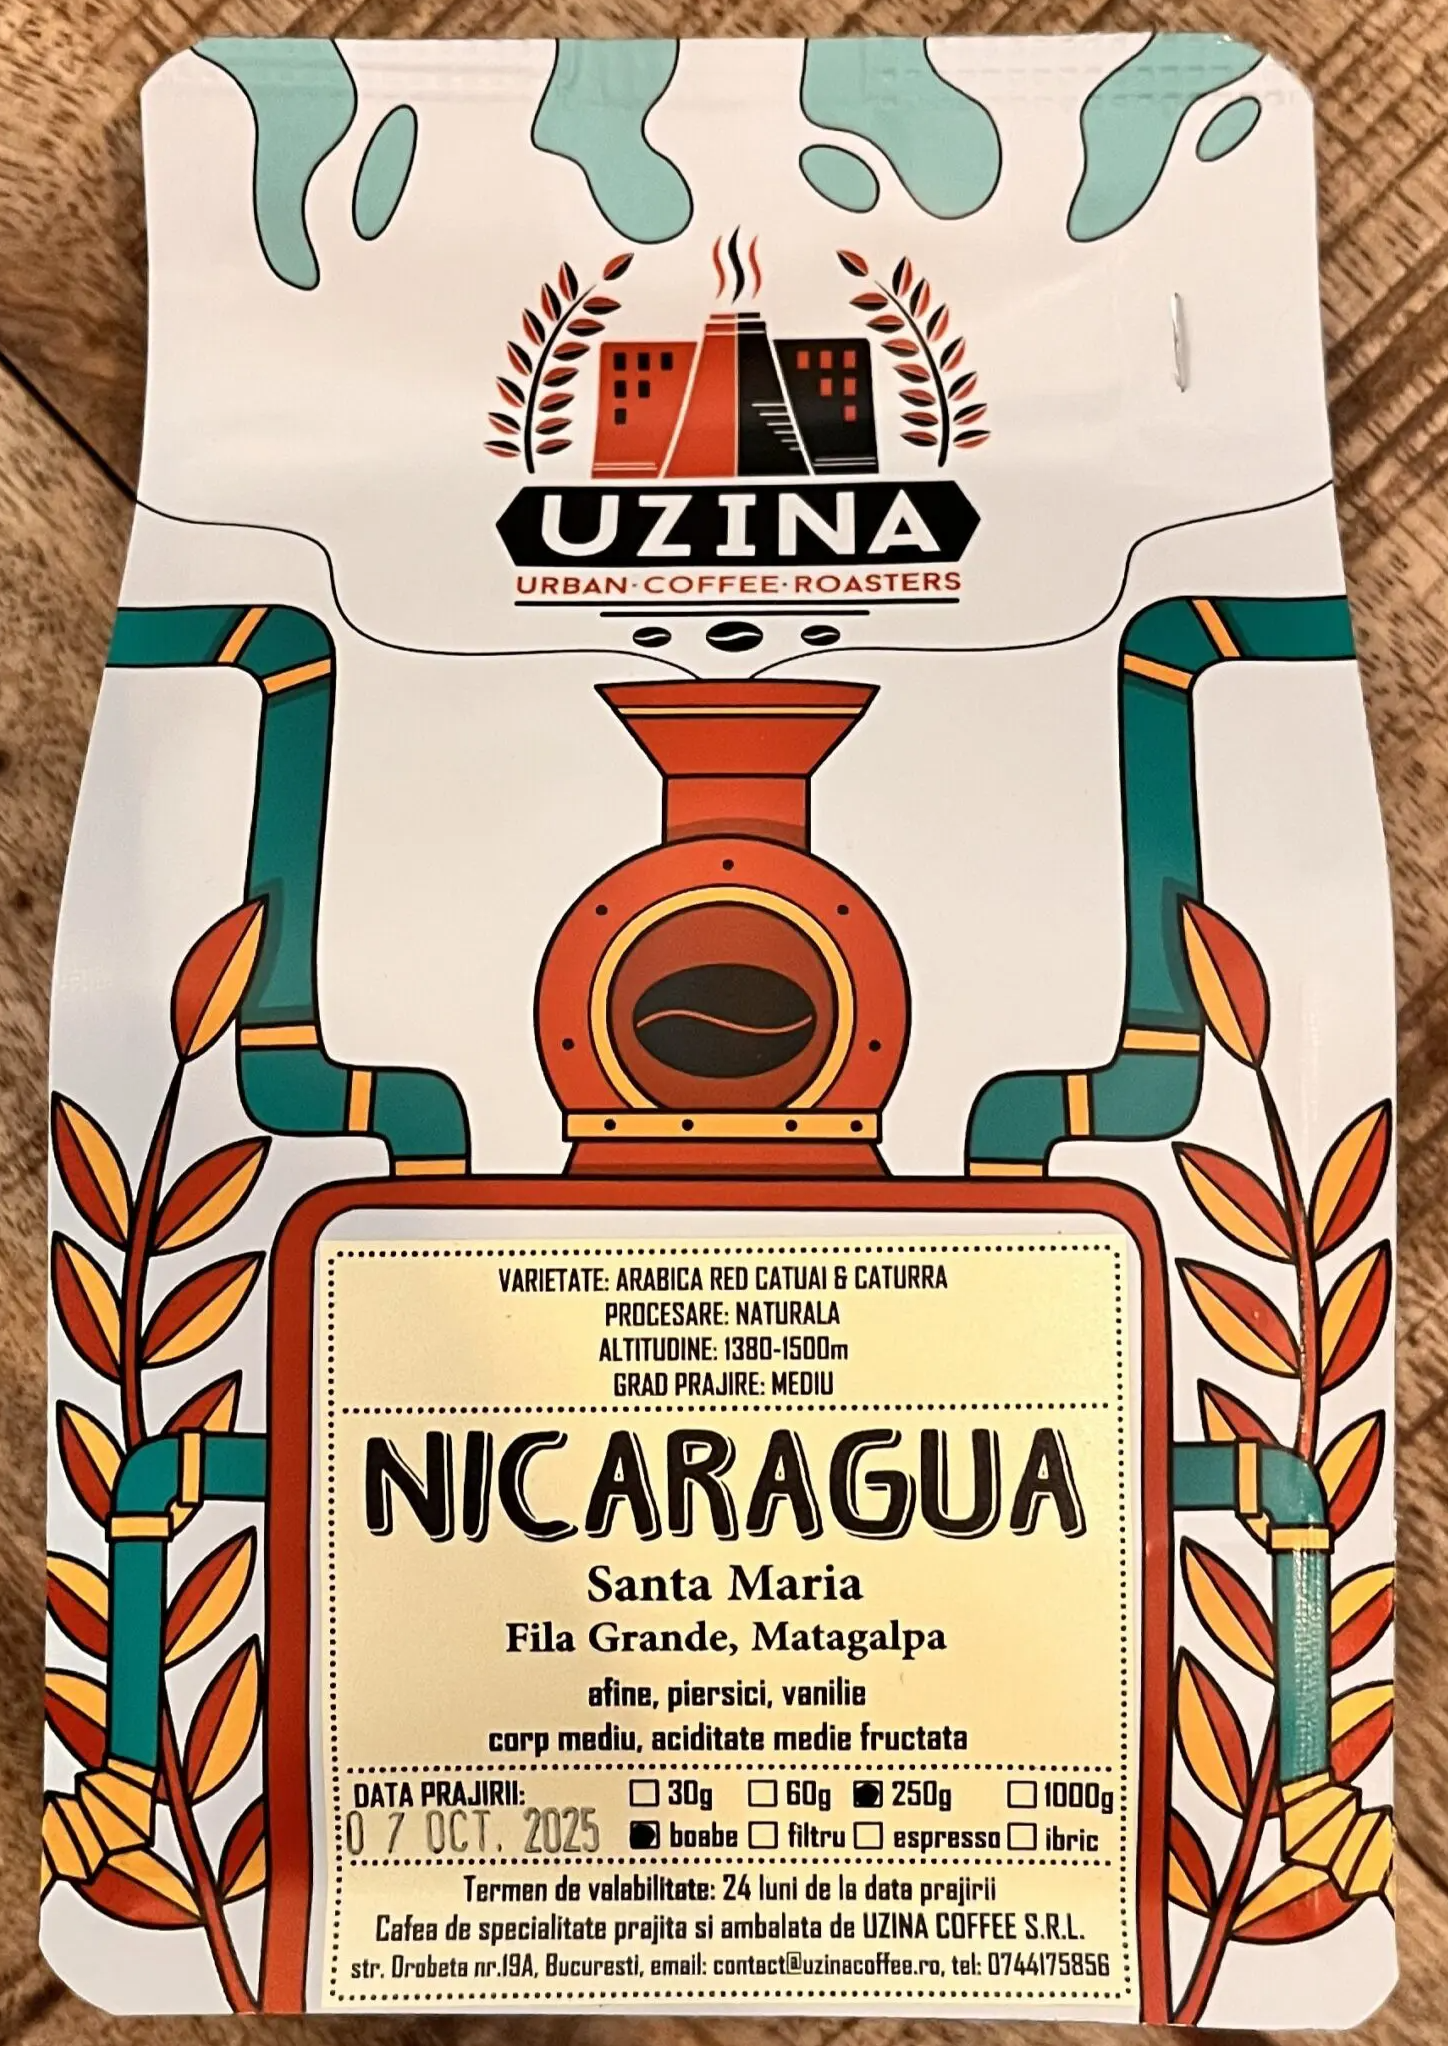 UZINA
URBAN·COFFEE·ROASTERS
VARIETATE: ARABICA RED CATUAI & CATURRA
PROCESARE: NATURALA
ALTITUDINE: 1380-1500m
GRAD PRAJIRE: MEDIU
NICARAGUA
Santa Maria
Fila Grande, Matagalpa
afine, piersici, vanilie
corp mediu, aciditate medie fructata
DATA PRAJIRII: 30g 60g 250g 1000g
07 OCT. 2025 boabe filtru espresso ibric
Termen de valabilitate: 24 luni de la data prajirii
Cafea de specialitate prajita si ambalata de UZINA COFFEE S.R.L.
str. Drobeta nr.19A, Bucuresti, email: contact@uzinacoffee.ro, tel: 0744175856